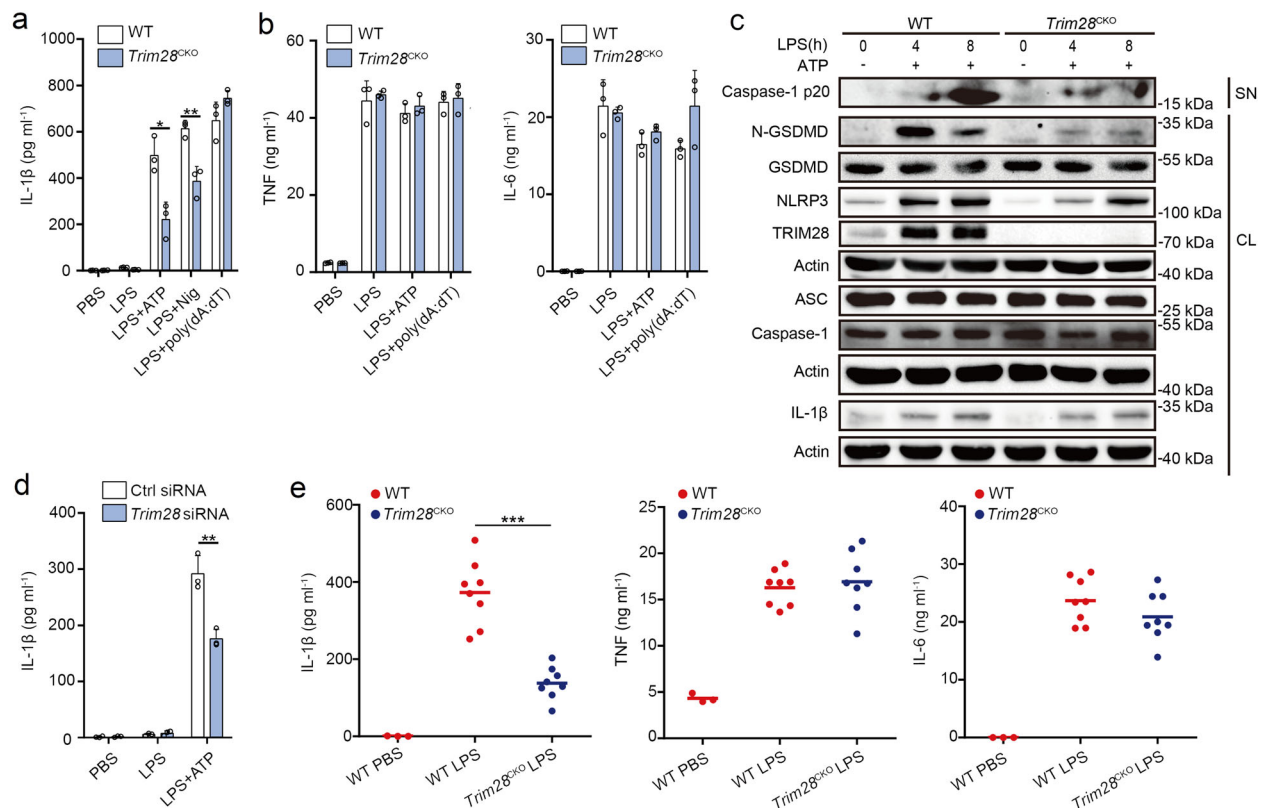 a
WT
Trim28CKO
IL-1β (pg ml-1)
1000
800
600
400
200
0
*
**
PBS
LPS
LPS+ATP
LPS+Nig
LPS+poly(dA:dT)
b
WT
Trim28CKO
TNF (ng ml-1)
60
40
20
0
PBS
LPS
LPS+ATP
LPS+poly(dA:dT)
IL-6 (ng ml-1)
30
20
10
0
PBS
LPS
LPS+ATP
LPS+poly(dA:dT)
c
WT Trim28CKO
LPS(h) 0 4 8 0 4 8
ATP - + + - + +
Caspase-1 p20 -15 kDa SN
N-GSDMD -35 kDa
GSDMD -55 kDa
NLRP3 -100 kDa
TRIM28 -70 kDa
CL
Actin -40 kDa
ASC -25 kDa
Caspase-1 -55 kDa
Actin -40 kDa
IL-1β -35 kDa
Actin -40 kDa
d
Ctrl siRNA
Trim28 siRNA
IL-1β (pg ml-1)
400
300
200
100
0
**
PBS
LPS
LPS+ATP
e
WT
Trim28CKO
IL-1β (pg ml-1)
600
400
200
0
***
WT PBS
WT LPS
Trim28CKO LPS
WT
Trim28CKO
TNF (ng ml-1)
25
20
15
10
5
0
WT PBS
WT LPS
Trim28CKO LPS
WT
Trim28CKO
IL-6 (ng ml-1)
40
30
20
10
0
WT PBS
WT LPS
Trim28CKO LPS